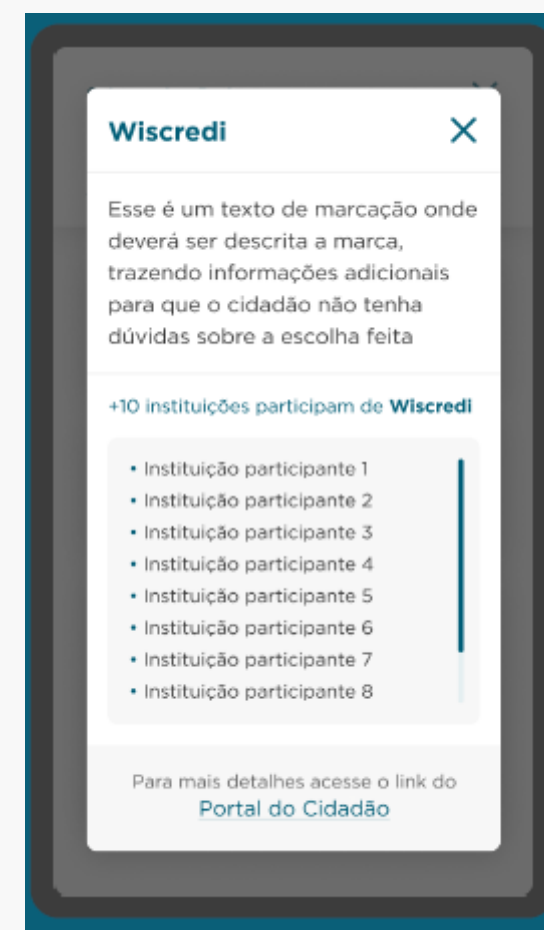 Wiscredi
Esse é um texto de marcação onde
deverá ser descrita a marca,
trazendo informações adicionais
para que o cidadão não tenha
dúvidas sobre a escolha feita
+10 instituições participam de Wiscredi
• Instituição participante 1
• Instituição participante 2
• Instituição participante 3
• Instituição participante 4
• Instituição participante 5
• Instituição participante 6
• Instituição participante 7
• Instituição participante 8
Para mais detalhes acesse o link do
Portal do Cidadão